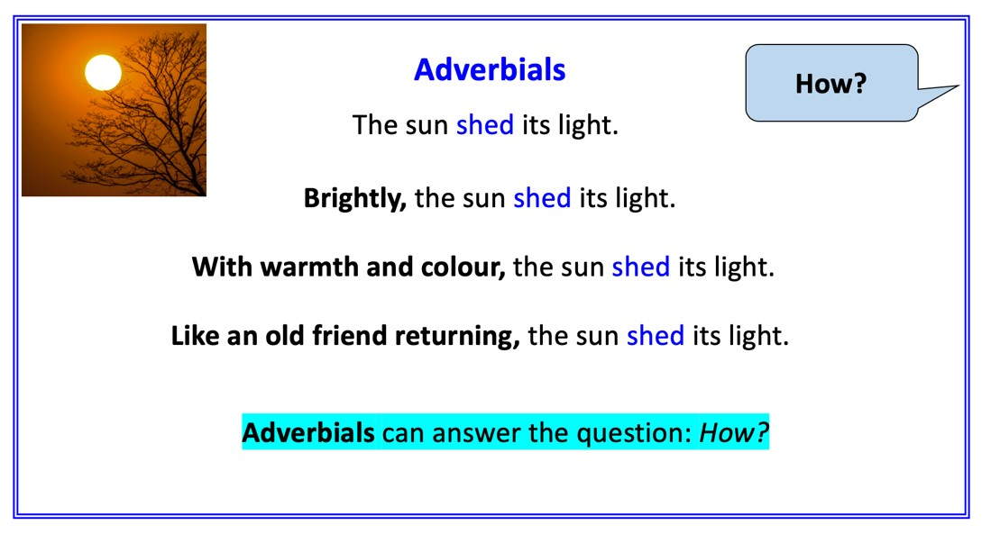 Adverbials
How?
The sun shed its light.
Brightly, the sun shed its light.
With warmth and colour, the sun shed its light.
Like an old friend returning, the sun shed its light.
Adverbials can answer the question: How?